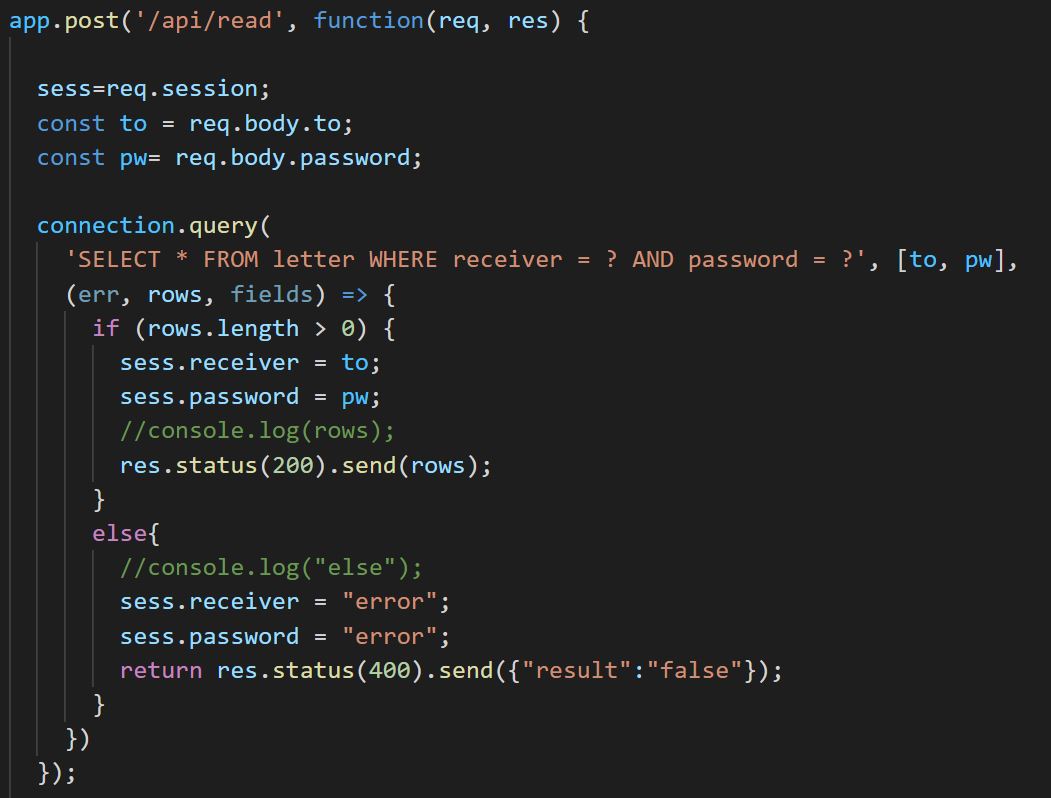 app.post('/api/read', function(req, res) {
sess=req.session;
const to = req.body.to;
const pw= req.body.password;
connection.query(
'SELECT * FROM letter WHERE receiver = ? AND password = ?', [to, pw],
(err, rows, fields) => {
if (rows.length > 0) {
sess.receiver = to;
sess.password = pw;
//console.log(rows);
res.status(200).send(rows);
}
else{
//console.log("else");
sess.receiver = "error";
sess.password = "error";
return res.status(400).send({"result":"false"});
}
})
});